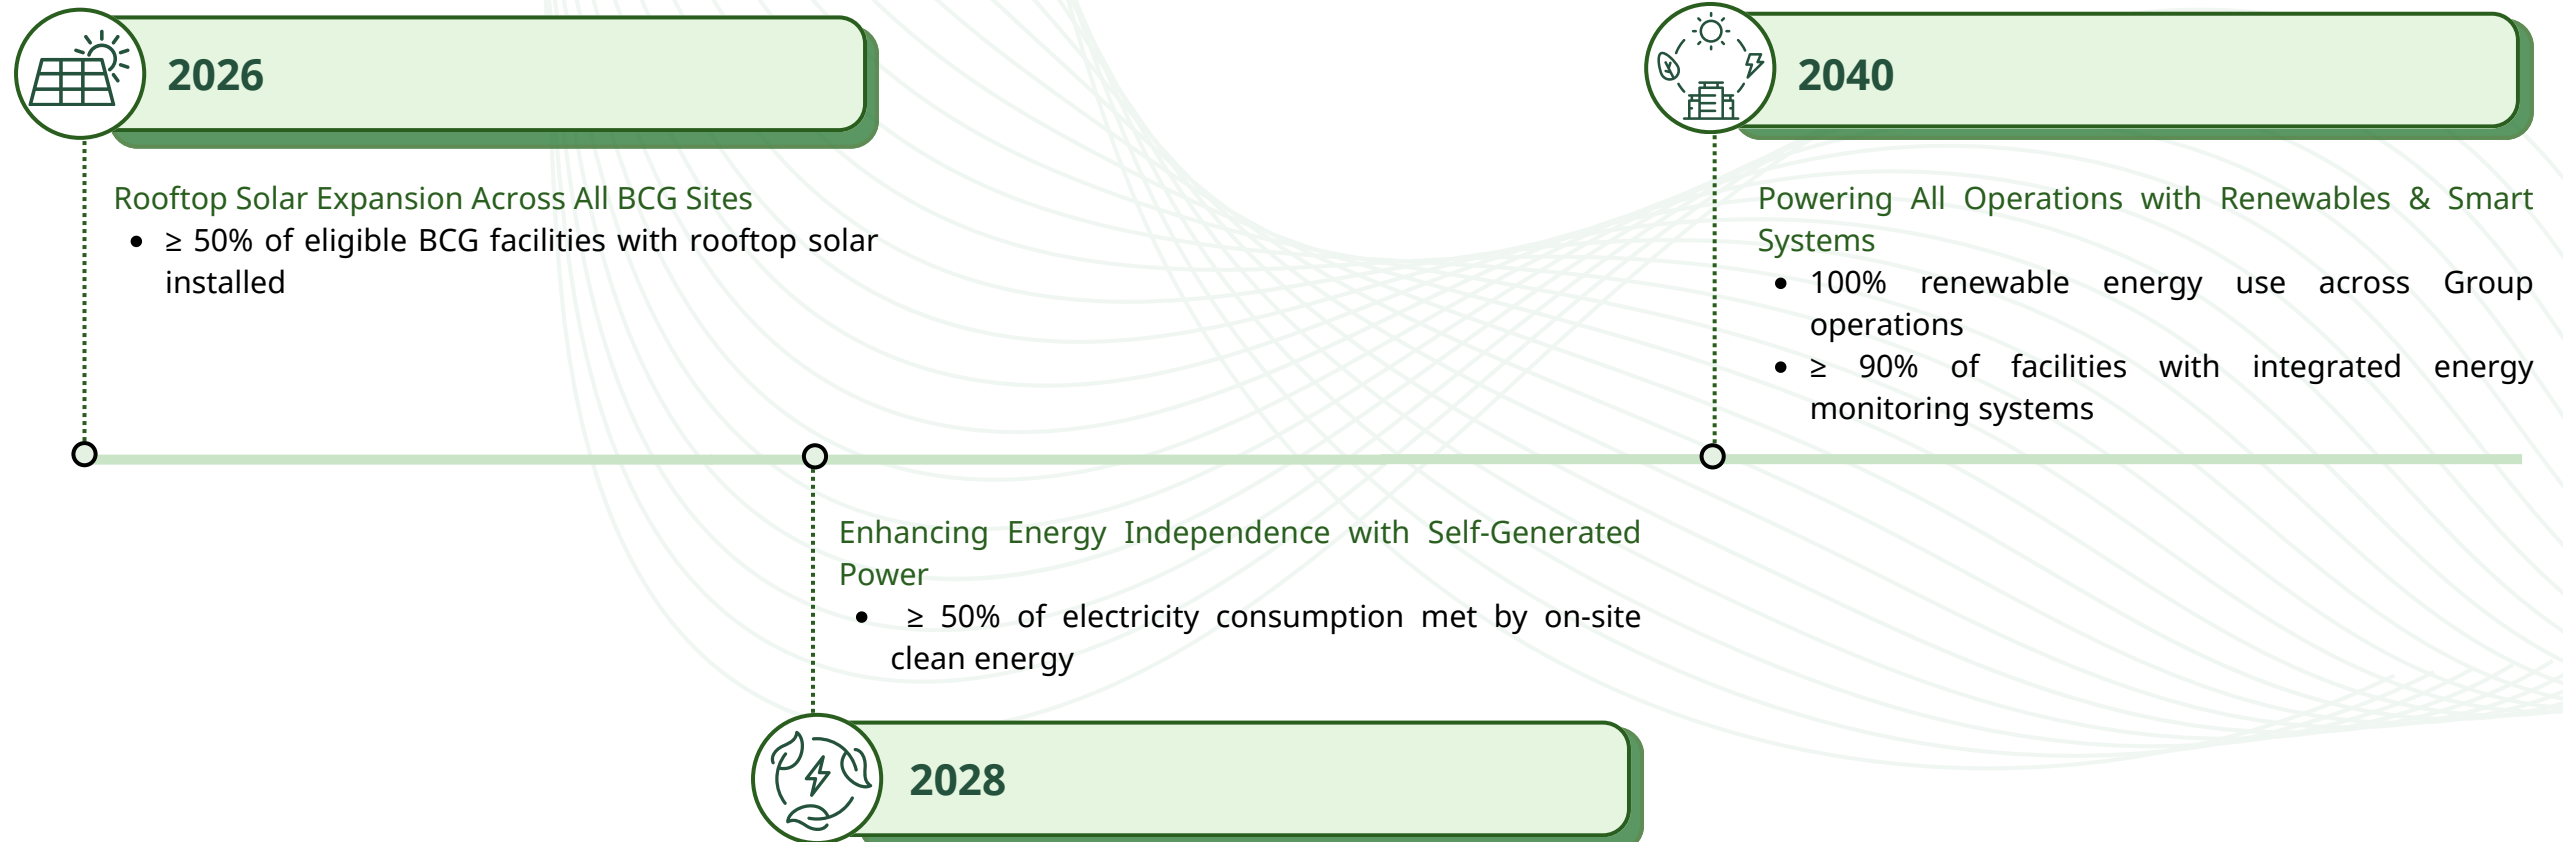 2026
Rooftop Solar Expansion Across All BCG Sites
• ≥ 50% of eligible BCG facilities with rooftop solar
installed
2040
Powering All Operations with Renewables & Smart
Systems
• 100% renewable energy use across Group
operations
• ≥ 90% of facilities with integrated energy
monitoring systems
Enhancing Energy Independence with Self-Generated
Power
• ≥ 50% of electricity consumption met by on-site
clean energy
2028